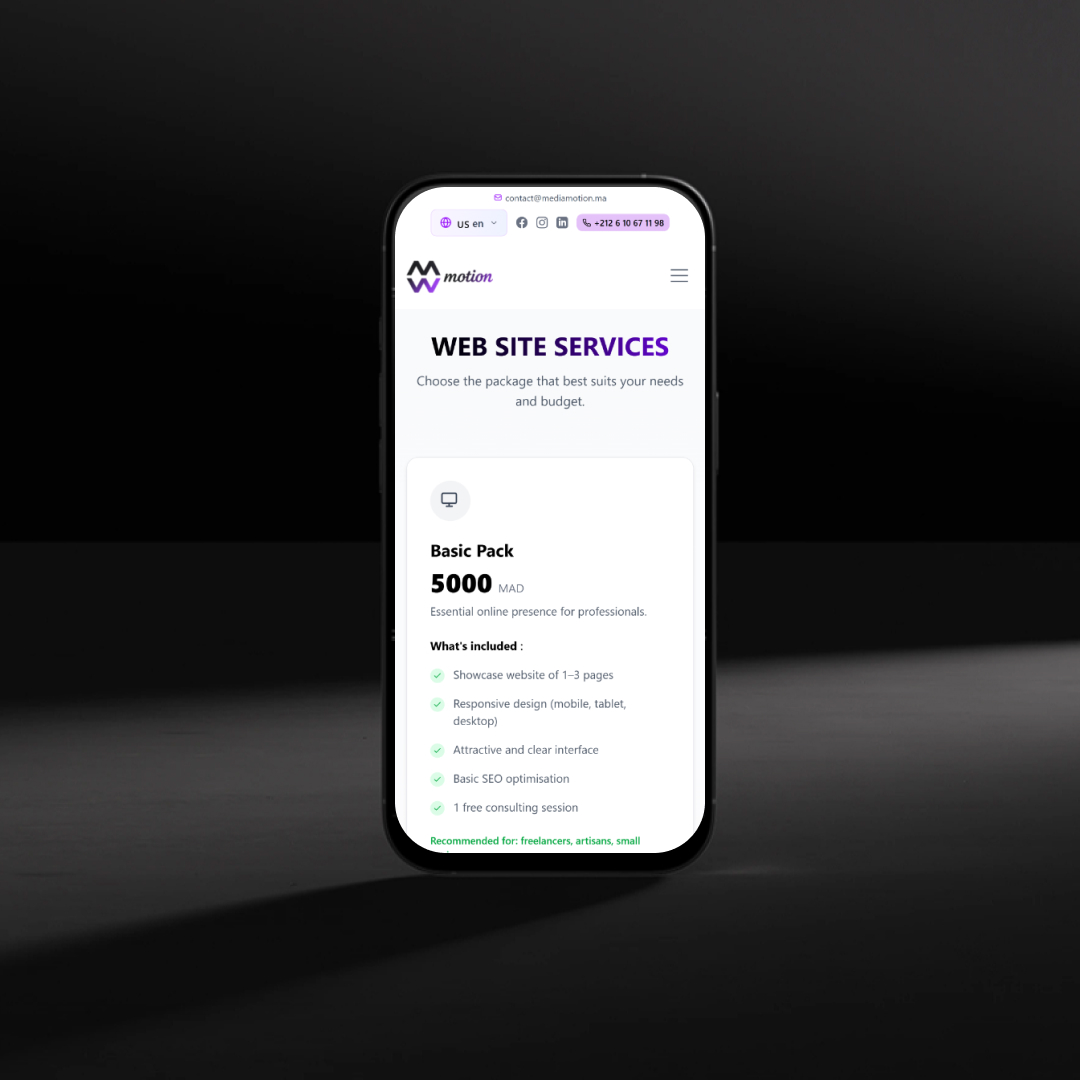 contact@mediamotion.ma
US en
+212 6 10 67 11 98
motion
WEB SITE SERVICES
Choose the package that best suits your needs
and budget.
Basic Pack
5000 MAD
Essential online presence for professionals.
What's included :
Showcase website of 1–3 pages
Responsive design (mobile, tablet,
desktop)
Attractive and clear interface
Basic SEO optimisation
1 free consulting session
Recommended for: freelancers, artisans, small